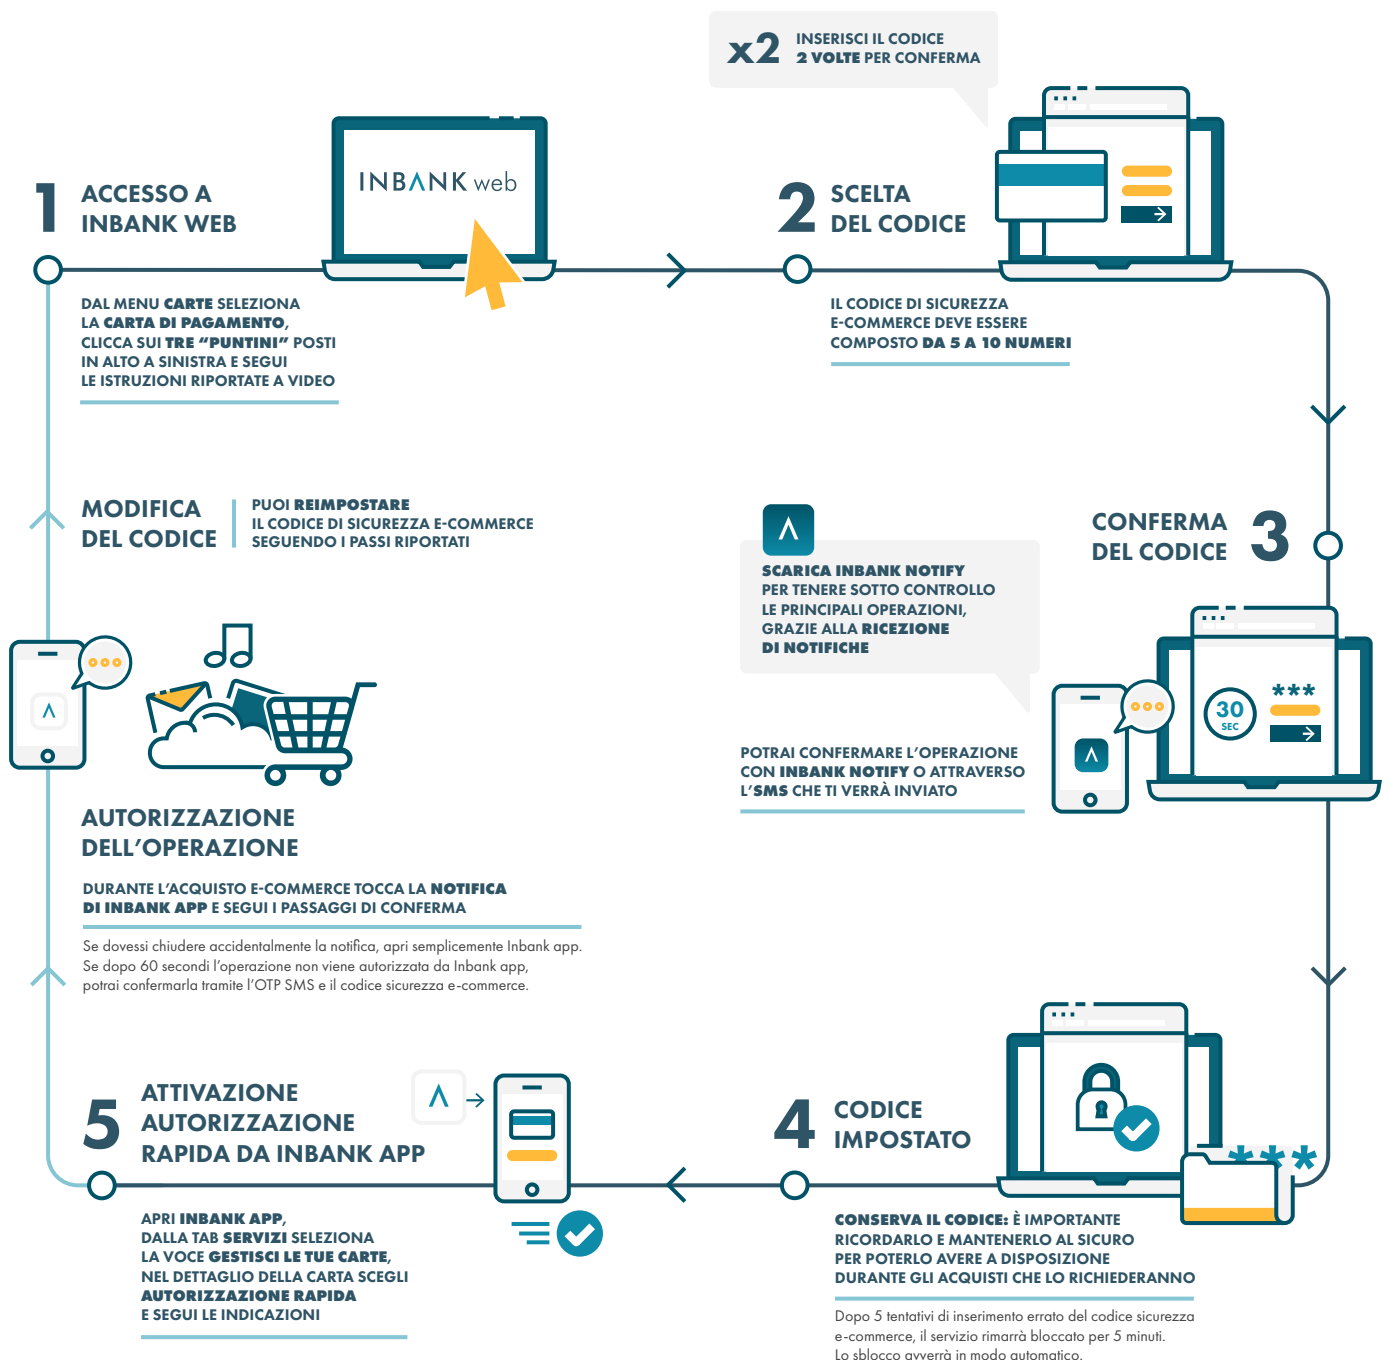 x2
INSERISCI IL CODICE
2 VOLTE PER CONFERMA
1
ACCESSO A
INBANK WEB
INBANK web
DAL MENU CARTE SELEZIONA
LA CARTA DI PAGAMENTO,
CLICCA SUI TRE “PUNTINI” POSTI
IN ALTO A SINISTRA E SEGUI
LE ISTRUZIONI RIPORTATE A VIDEO
2
SCELTA
DEL CODICE
IL CODICE DI SICUREZZA
E-COMMERCE DEVE ESSERE
COMPOSTO DA 5 A 10 NUMERI
CONFERMA
DEL CODICE
3
SCARICA INBANK NOTIFY
PER TENERE SOTTO CONTROLLO
LE PRINCIPALI OPERAZIONI,
GRAZIE ALLA RICEZIONE
DI NOTIFICHE
***
30
SEC
POTRAI CONFERMARE L’OPERAZIONE
CON INBANK NOTIFY O ATTRAVERSO
L’SMS CHE TI VERRÀ INVIATO
4
CODICE
IMPOSTATO
***
CONSERVA IL CODICE: È IMPORTANTE
RICORDARLO E MANTENERLO AL SICURO
PER POTERLO AVERE A DISPOSIZIONE
DURANTE GLI ACQUISTI CHE LO RICHIEDERANNO
Dopo 5 tentativi di inserimento errato del codice sicurezza
e-commerce, il servizio rimarrà bloccato per 5 minuti.
Lo sblocco avverrà in modo automatico.
5
ATTIVAZIONE
AUTORIZZAZIONE
RAPIDA DA INBANK APP
APRI INBANK APP,
DALLA TAB SERVIZI SELEZIONA
LA VOCE GESTISCI LE TUE CARTE,
NEL DETTAGLIO DELLA CARTA SCEGLI
AUTORIZZAZIONE RAPIDA
E SEGUI LE INDICAZIONI
AUTORIZZAZIONE
DELL’OPERAZIONE
DURANTE L’ACQUISTO E-COMMERCE TOCCA LA NOTIFICA
DI INBANK APP E SEGUI I PASSAGGI DI CONFERMA
Se dovessi chiudere accidentalmente la notifica, apri semplicemente Inbank app.
Se dopo 60 secondi l’operazione non viene autorizzata da Inbank app,
potrai confermarla tramite l’OTP SMS e il codice sicurezza e-commerce.
MODIFICA
DEL CODICE
PUOI REIMPOSTARE
IL CODICE DI SICUREZZA E-COMMERCE
SEGUENDO I PASSI RIPORTATI